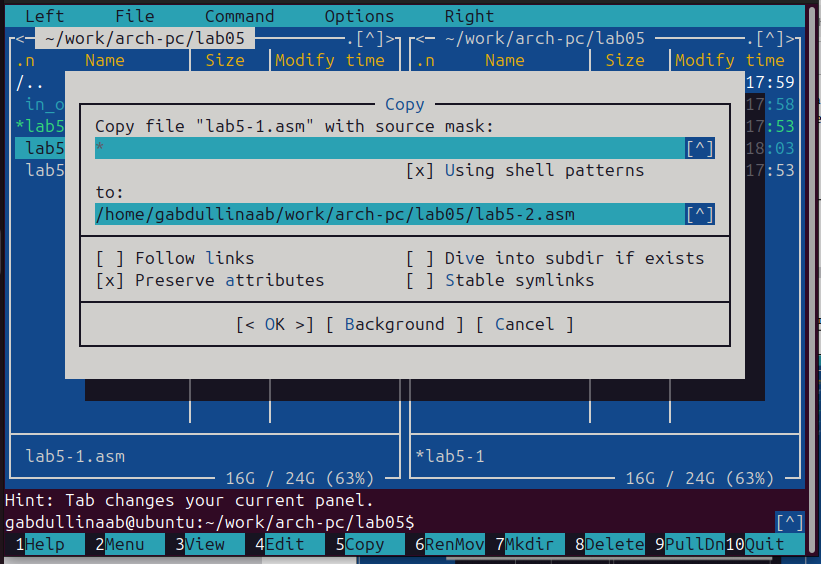 Left File Command Options Right
<— ~/work/arch-pc/lab05 —.[^]> <— ~/work/arch-pc/lab05 —.[^]>
.n Name Size Modify time .n Name Size Modify time
/.. 17:59
in_o 17:58
*lab5 17:53
lab5 18:03
lab5 17:53
Copy
Copy file "lab5-1.asm" with source mask:
* [^]
[x] Using shell patterns
to:
/home/gabdullinaab/work/arch-pc/lab05/lab5-2.asm [^]
[ ] Follow links [ ] Dive into subdir if exists
[x] Preserve attributes [ ] Stable symlinks
[< OK >] [ Background ] [ Cancel ]
lab5-1.asm *lab5-1
16G / 24G (63%) 16G / 24G (63%)
Hint: Tab changes your current panel.
gabdullinaab@ubuntu:~/work/arch-pc/lab05$ [^]
1Help 2Menu 3View 4Edit 5Copy 6RenMov 7Mkdir 8Delete 9PullDn 10Quit